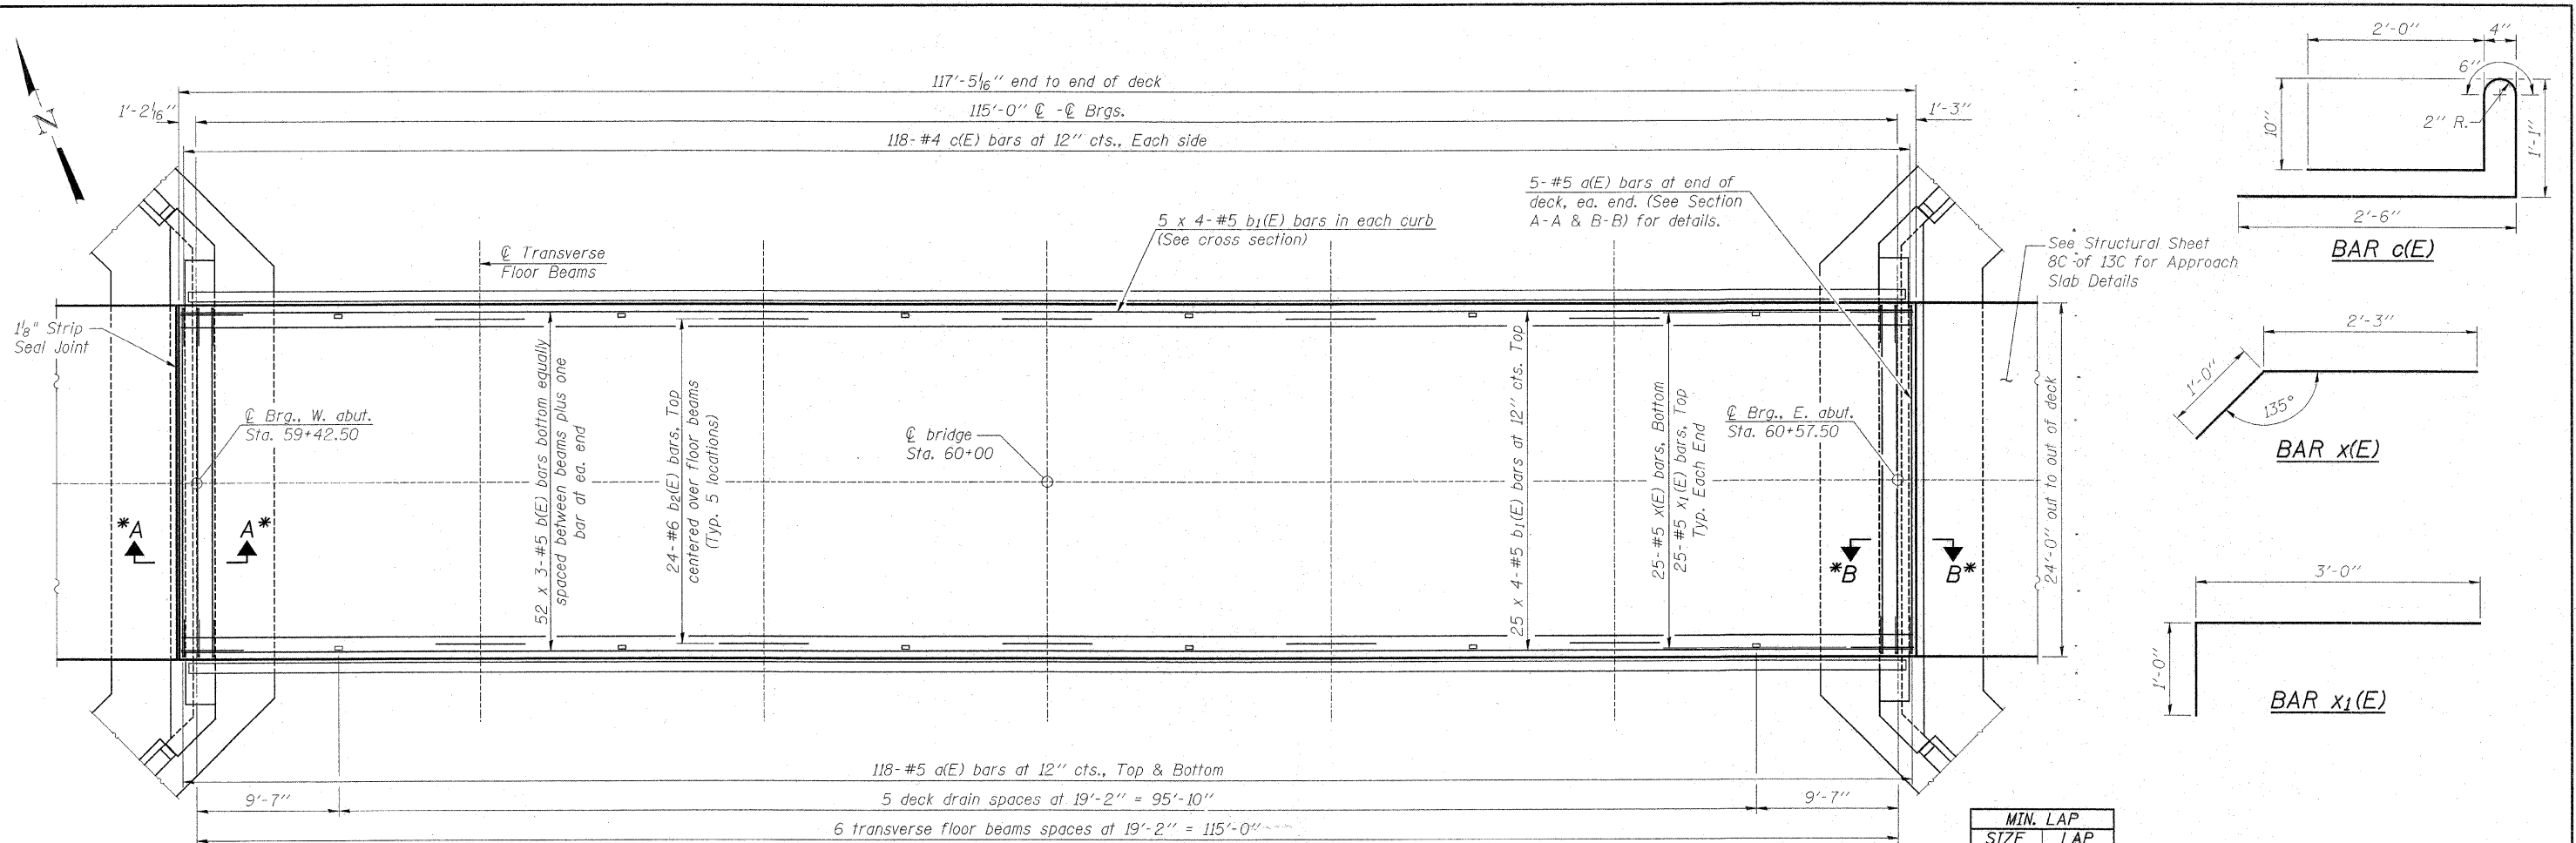 N
117'-5 1/16" end to end of deck
1'-2 1/16"
115'-0" ℄ -℄ Brgs.
1'-3"
118-#4 c(E) bars at 12" cts., Each side
5-#5 a(E) bars at end of
deck, ea. end. (See Section
A-A & B-B) for details.
5 x 4-#5 b1(E) bars in each curb
(See cross section)
℄ Transverse
Floor Beams
See Structural Sheet
8C of 13C for Approach
Slab Details
1 1/8" Strip
Seal Joint
℄ Brg., W. abut.
Sta. 59+42.50
52 x 3-#5 b(E) bars bottom equally
spaced between beams plus one
bar at ea. end
24-#6 b2(E) bars, Top
centered over floor beams
(Typ. 5 locations)
℄ bridge
Sta. 60+00
25 x 4-#5 b1(E) bars at 12" cts. Top
25-#5 x(E) bars, Bottom
25-#5 x1(E) bars, Top
Typ. Each End
℄ Brg., E. abut.
Sta. 60+57.50
24'-0" out to out of deck
*A
A*
*B
B*
118-#5 a(E) bars at 12" cts., Top & Bottom
9'-7"
5 deck drain spaces at 19'-2" = 95'-10"
9'-7"
6 transverse floor beams spaces at 19'-2" = 115'-0"
2'-0"
4"
6"
10"
2" R.
1'-1"
2'-6"
BAR c(E)
2'-3"
1'-0"
135°
BAR x(E)
3'-0"
1'-0"
BAR x1(E)
MIN. LAP
SIZE LAP